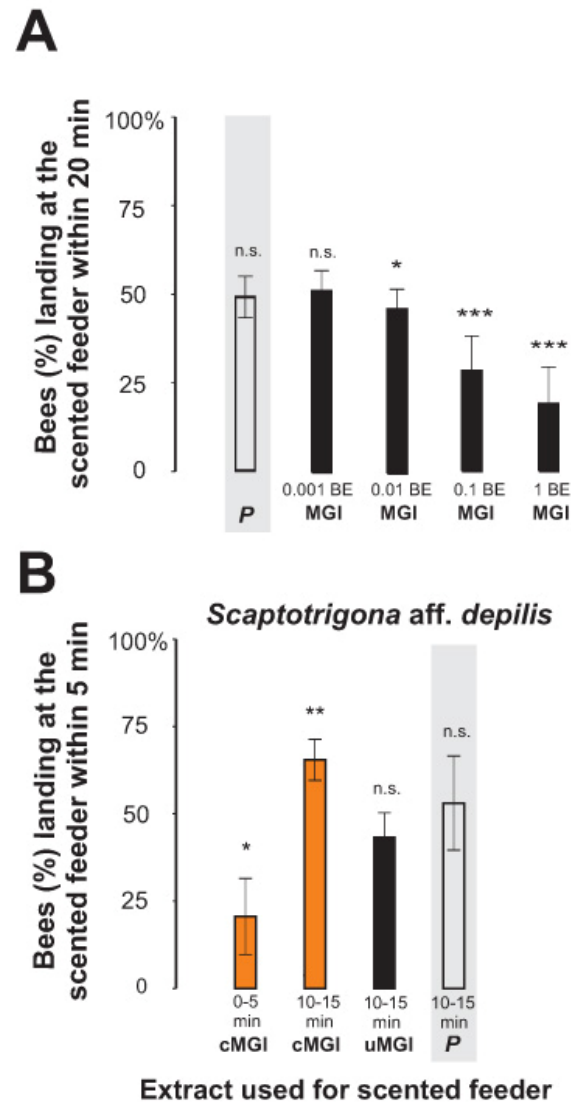 A
Bees (%) landing at the
scented feeder within 20 min
100%
75
50
25
0
n.s.
n.s.
*
***
***
0.001 BE
0.01 BE
0.1 BE
1 BE
P
MGI
MGI
MGI
MGI
B
Scaptotrigona aff. depilis
Bees (%) landing at the
scented feeder within 5 min
100%
75
50
25
0
*
**
n.s.
n.s.
0-5
min
cMGI
10-15
min
cMGI
10-15
min
uMGI
10-15
min
P
Extract used for scented feeder